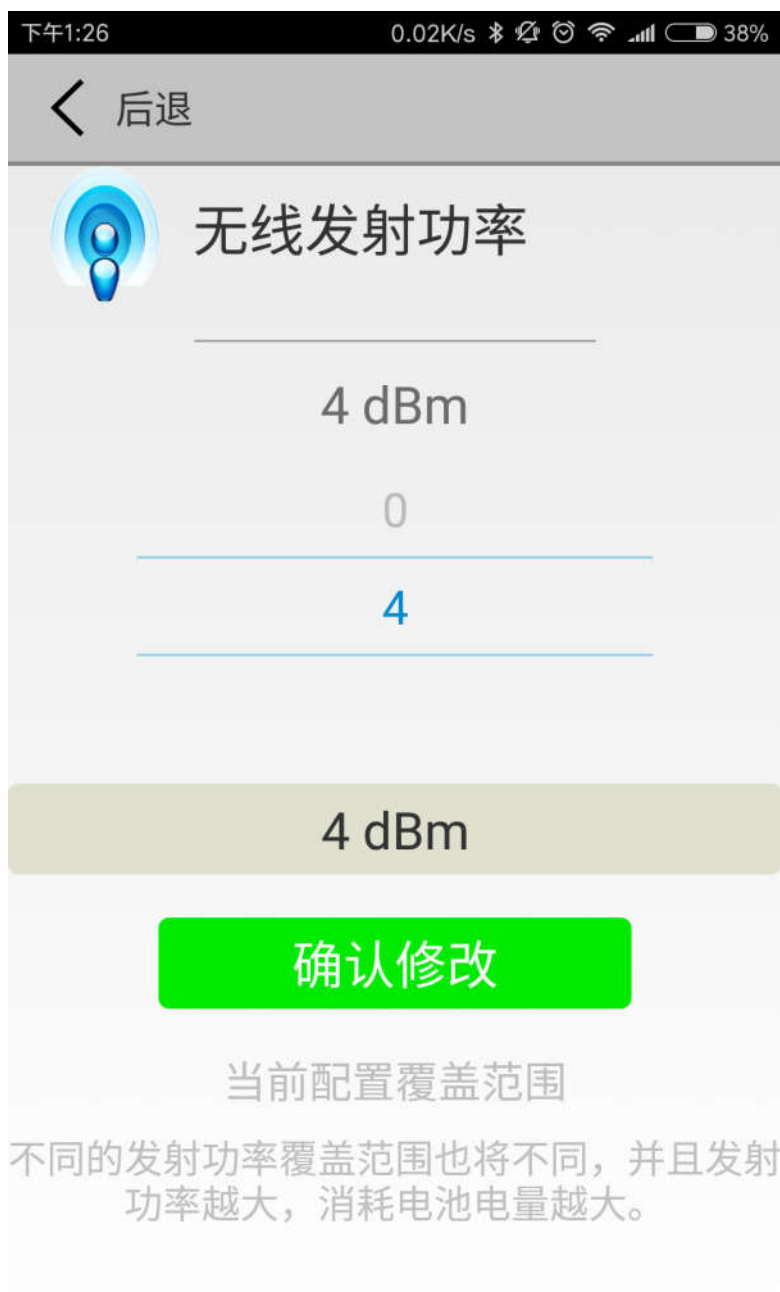 下午1:26 0.02K/s 38%
后退
无线发射功率
4 dBm
0
4
4 dBm
确认修改
当前配置覆盖范围
不同的发射功率覆盖范围也将不同，并且发射
功率越大，消耗电池电量越大。